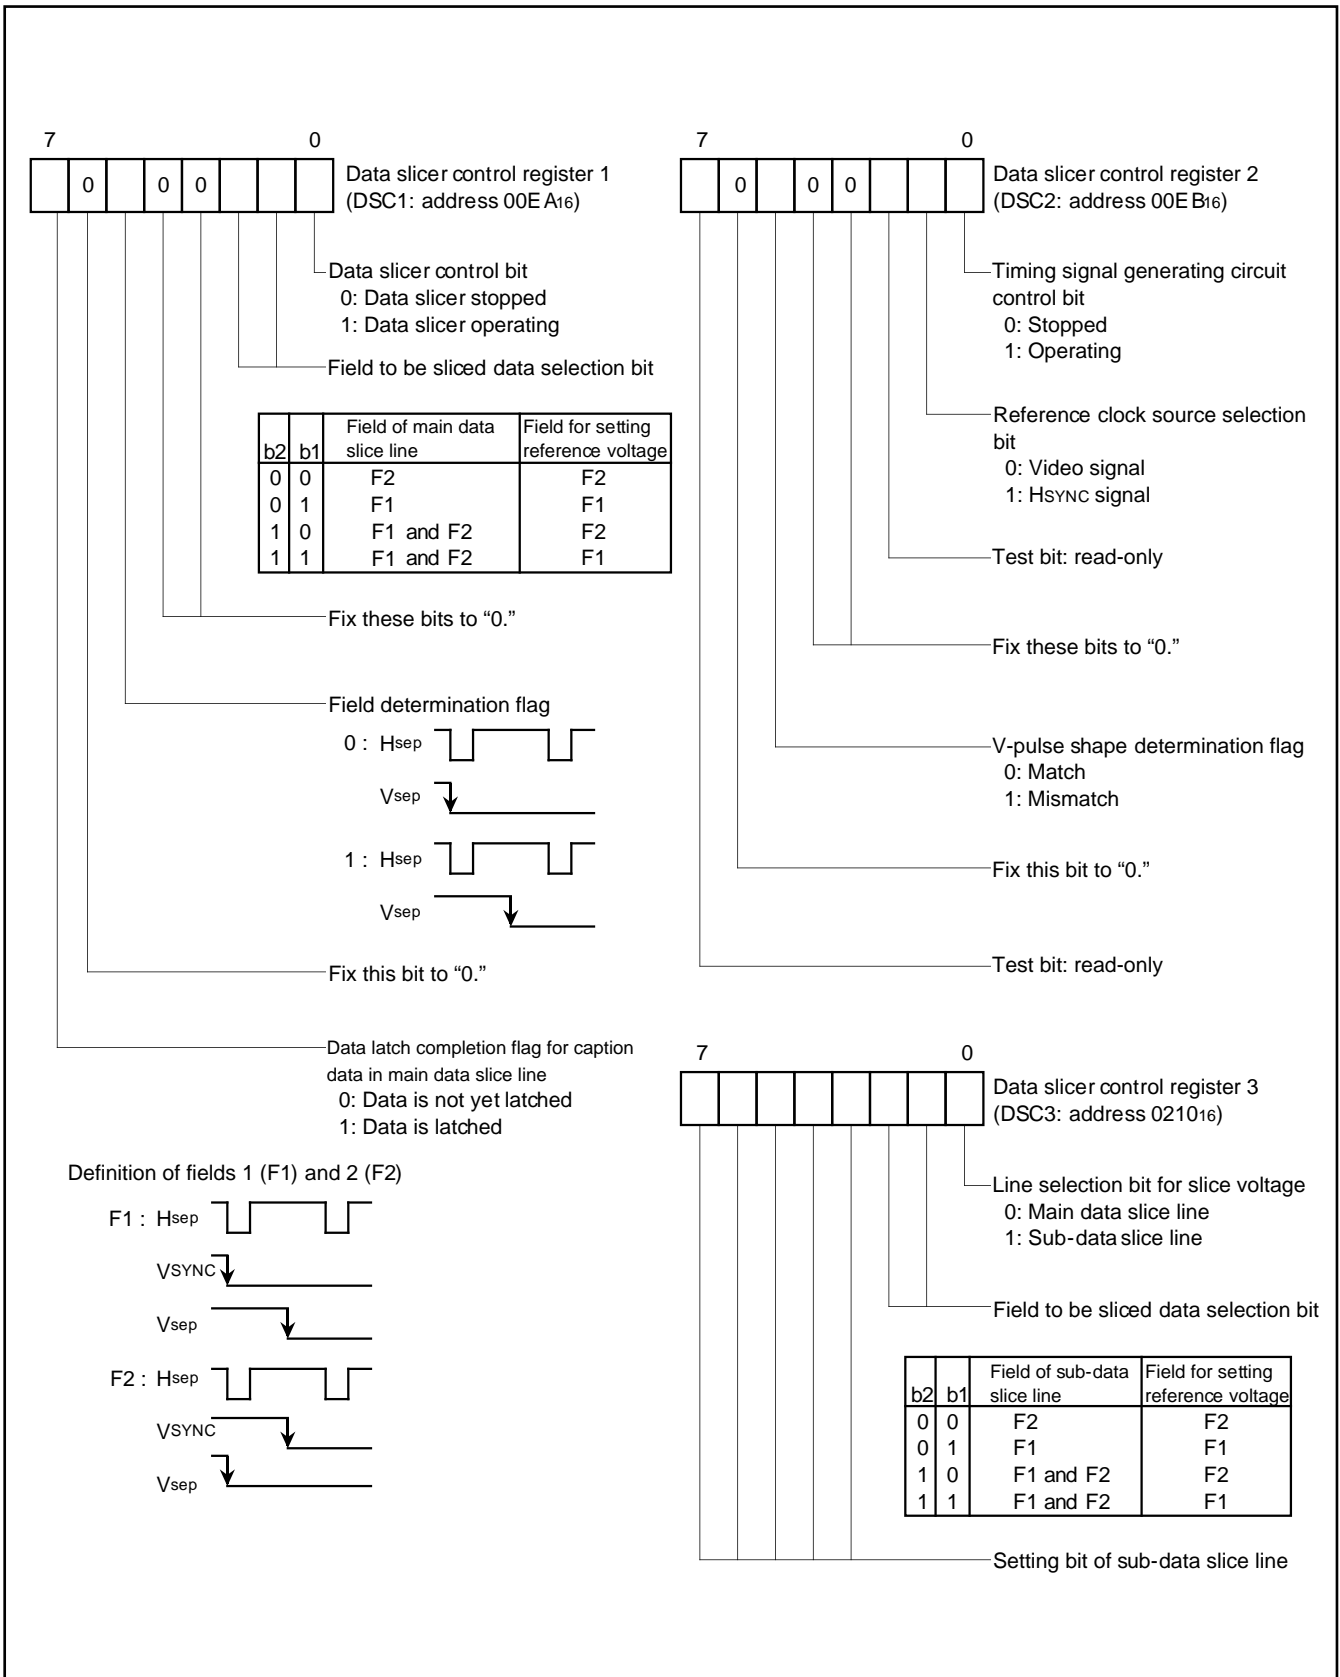 7 0
0 0 0
Data slicer control register 1
(DSC1: address 00EA16)
Data slicer control bit
0: Data slicer stopped
1: Data slicer operating
Field to be sliced data selection bit
Field of main data Field for setting
b2 b1 slice line reference voltage
0 0 F2 F2
0 1 F1 F1
1 0 F1 and F2 F2
1 1 F1 and F2 F1
Fix these bits to “0.”
Field determination flag
0 : Hsep
Vsep
1 : Hsep
Vsep
Fix this bit to “0.”
Data latch completion flag for caption
data in main data slice line
0: Data is not yet latched
1: Data is latched
Definition of fields 1 (F1) and 2 (F2)
F1 : Hsep
VSYNC
Vsep
F2 : Hsep
VSYNC
Vsep
7 0
0 0 0
Data slicer control register 2
(DSC2: address 00EB16)
Timing signal generating circuit
control bit
0: Stopped
1: Operating
Reference clock source selection
bit
0: Video signal
1: HSYNC signal
Test bit: read-only
Fix these bits to “0.”
V-pulse shape determination flag
0: Match
1: Mismatch
Fix this bit to “0.”
Test bit: read-only
7 0
Data slicer control register 3
(DSC3: address 021016)
Line selection bit for slice voltage
0: Main data slice line
1: Sub-data slice line
Field to be sliced data selection bit
Field of sub-data Field for setting
b2 b1 slice line reference voltage
0 0 F2 F2
0 1 F1 F1
1 0 F1 and F2 F2
1 1 F1 and F2 F1
Setting bit of sub-data slice line